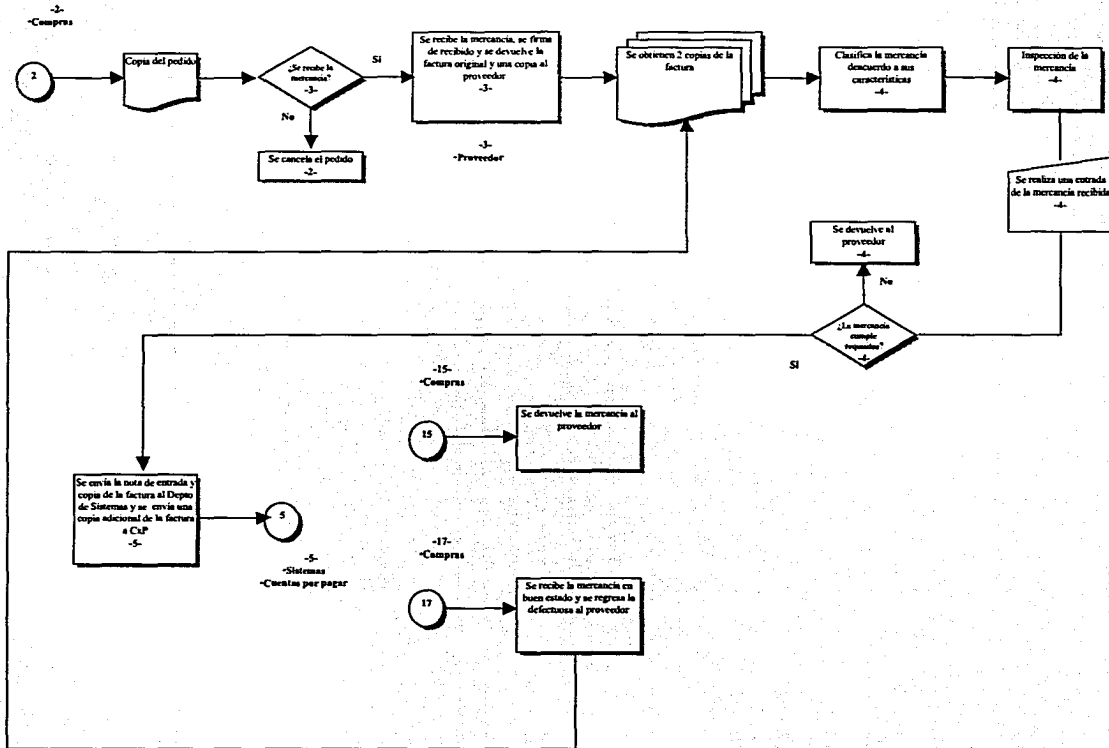 -2-
-Compras
2
Copia del pedido
¿Se recibe la
mercancía?
-3-
Si
No
Se cancela el pedido
-2-
Se recibe la mercancía, se firma
de recibido y se devuelve la
factura original y una copia al
proveedor
-3-
-3-
-Proveedor
Se obtienen 2 copias de la
factura
Clasifica la mercancía
deacuerdo a sus
características
-4-
Inspección de la
mercancía
-4-
Se realiza una entrada
de la mercancía recibida
-4-
Se devuelve al
proveedor
-4-
No
¿La mercancía
cumple
requisitos?
-4-
Si
-15-
-Compras
15
Se devuelve la mercancía al
proveedor
Se envía la nota de entrada y
copia de la factura al Depto
de Sistemas y se envía una
copia adicional de la factura
a CxP
-5-
5
-5-
-Sistemas
-Cuentas por pagar
-17-
-Compras
17
Se recibe la mercancía en
buen estado y se regresa la
defectuosa al proveedor